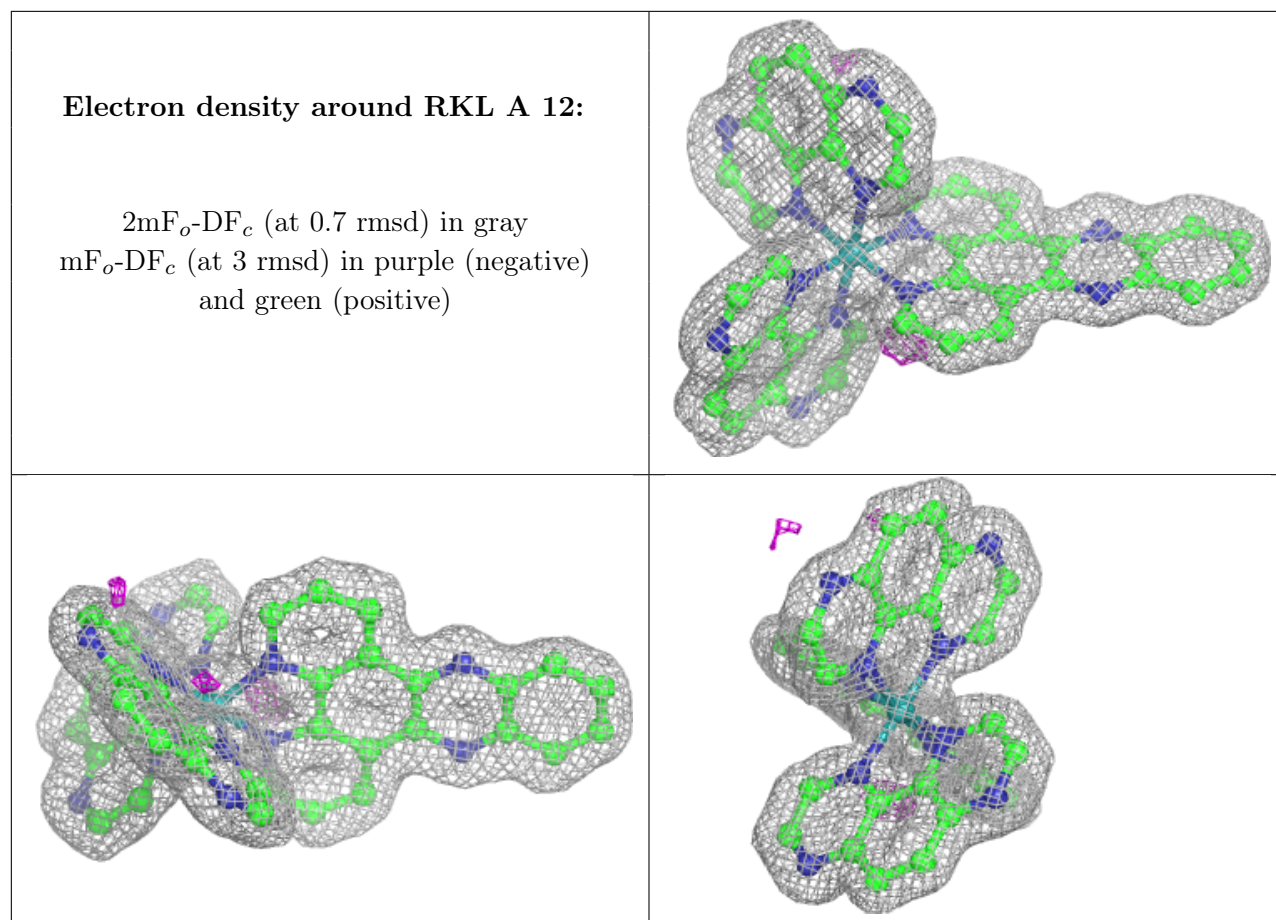 Electron density around RKL A 12:
2mFo-DFc (at 0.7 rmsd) in gray
mFo-DFc (at 3 rmsd) in purple (negative)
and green (positive)